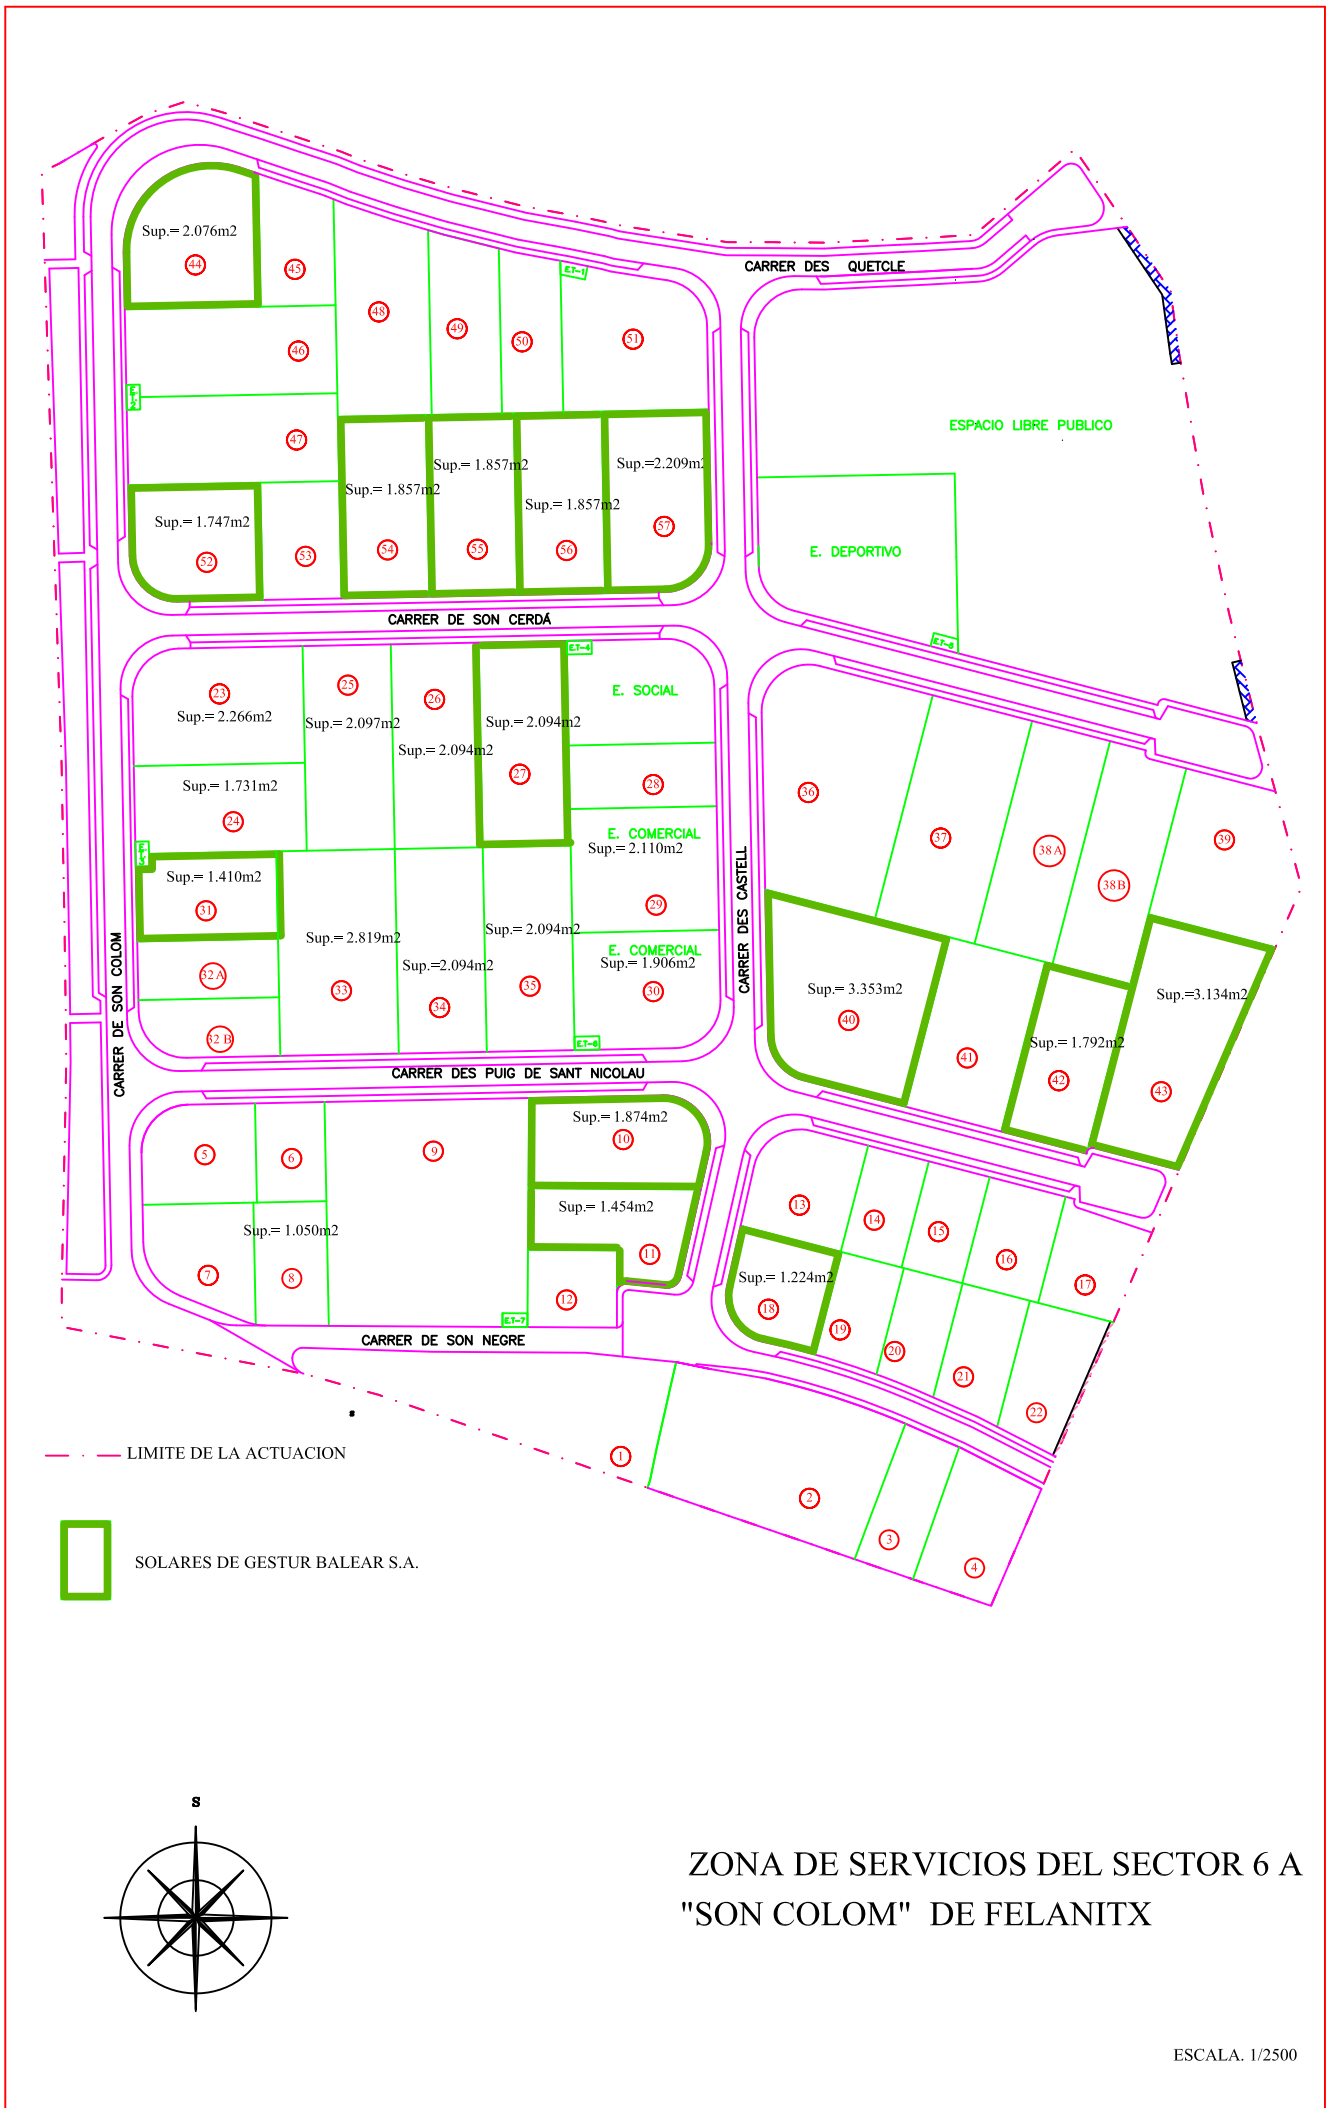 Sup.= 2.076m2
44
45
46
47
48
49
50
51
E.T-1
E.T-2
CARRER DES QUETCLE
ESPACIO LIBRE PUBLICO
E. DEPORTIVO
E.T-5
Sup.= 1.747m2
52
53
Sup.= 1.857m2
54
Sup.= 1.857m2
55
Sup.= 1.857m2
56
Sup.=2.209m2
57
CARRER DE SON CERDÁ
23
Sup.= 2.266m2
Sup.= 1.731m2
24
25
Sup.= 2.097m2
26
Sup.= 2.094m2
Sup.= 2.094m2
27
E.T-4
E. SOCIAL
28
E. COMERCIAL
Sup.= 2.110m2
29
E. COMERCIAL
Sup.= 1.906m2
30
E.T-3
Sup.= 1.410m2
31
32 A
32 B
Sup.= 2.819m2
33
Sup.=2.094m2
34
Sup.= 2.094m2
35
E.T-6
CARRER DE SON COLOM
CARRER DES CASTELL
36
37
38A
38B
39
Sup.= 3.353m2
40
41
Sup.= 1.792m2
42
Sup.=3.134m2
43
CARRER DES PUIG DE SANT NICOLAU
5
6
Sup.= 1.050m2
7
8
9
Sup.= 1.874m2
10
Sup.= 1.454m2
11
12
E.T-7
13
14
15
16
17
Sup.= 1.224m2
18
19
20
21
22
CARRER DE SON NEGRE
1
2
3
4
LIMITE DE LA ACTUACION
SOLARES DE GESTUR BALEAR S.A.
S
ZONA DE SERVICIOS DEL SECTOR 6 A
"SON COLOM" DE FELANITX
ESCALA. 1/2500